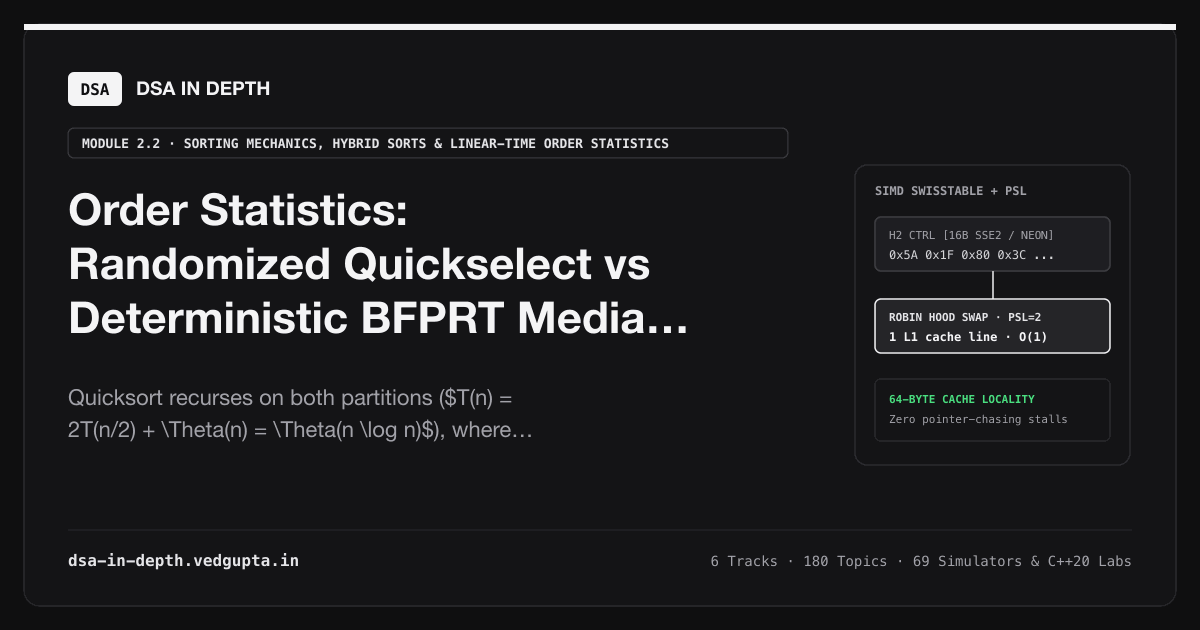 DSA
DSA IN DEPTH
MODULE 2.2 · SORTING MECHANICS, HYBRID SORTS & LINEAR-TIME ORDER STATISTICS
Order Statistics:
Randomized Quickselect vs
Deterministic BFPRT Media…
Quicksort recurses on both partitions ($T(n) =
2T(n/2) + \Theta(n) = \Theta(n \log n)$), where…
SIMD SWISSTABLE + PSL
H2 CTRL [16B SSE2 / NEON]
0x5A 0x1F 0x80 0x3C ...
ROBIN HOOD SWAP · PSL=2
1 L1 cache line · O(1)
64-BYTE CACHE LOCALITY
Zero pointer-chasing stalls
dsa-in-depth.vedgupta.in
6 Tracks · 180 Topics · 69 Simulators & C++20 Labs